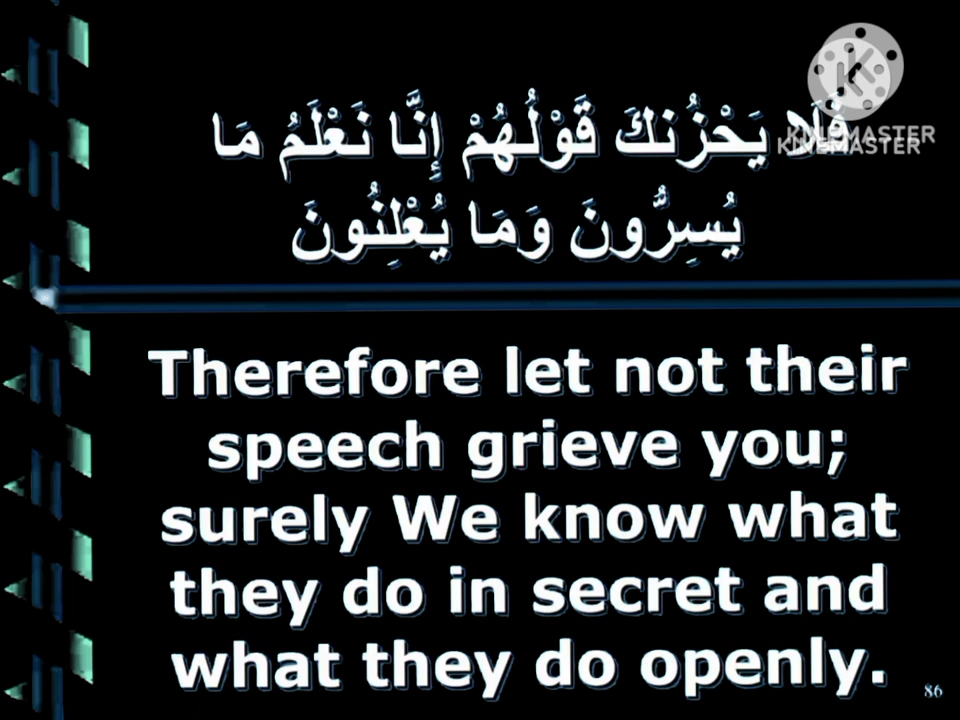 فَلَا يَحْزُنكَ قَوْلُهُمْ إِنَّا نَعْلَمُ مَا
يُسِرُّونَ وَمَا يُعْلِنُونَ
KINEMASTER
KINEMASTER
Therefore let not their
speech grieve you;
surely We know what
they do in secret and
what they do openly.
86